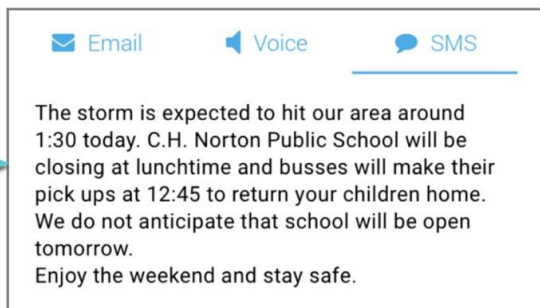 Email Voice SMS
The storm is expected to hit our area around
1:30 today. C.H. Norton Public School will be
closing at lunchtime and busses will make their
pick ups at 12:45 to return your children home.
We do not anticipate that school will be open
tomorrow.
Enjoy the weekend and stay safe.